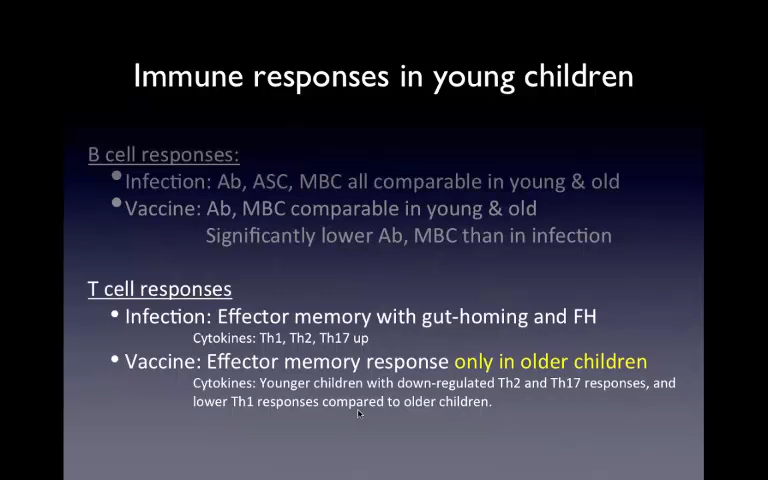 Immune responses in young children
B cell responses:
• Infection: Ab, ASC, MBC all comparable in young & old
• Vaccine: Ab, MBC comparable in young & old
Significantly lower Ab, MBC than in infection
T cell responses
• Infection: Effector memory with gut-homing and FH
Cytokines: Th1, Th2, Th17 up
• Vaccine: Effector memory response only in older children
Cytokines: Younger children with down-regulated Th2 and Th17 responses, and
lower Th1 responses compared to older children.